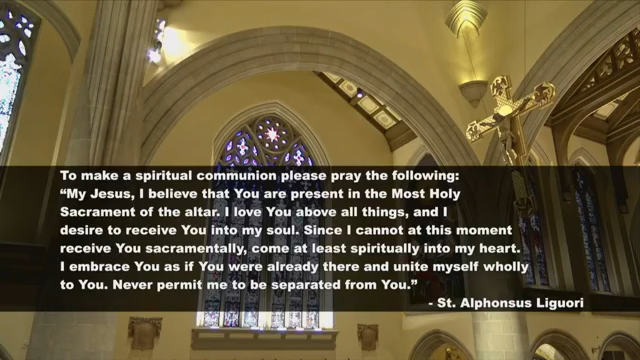 To make a spiritual communion please pray the following:
“My Jesus, I believe that You are present in the Most Holy
Sacrament of the altar. I love You above all things, and I
desire to receive You into my soul. Since I cannot at this moment
receive You sacramentally, come at least spiritually into my heart.
I embrace You as if You were already there and unite myself wholly
to You. Never permit me to be separated from You.”
- St. Alphonsus Liguori